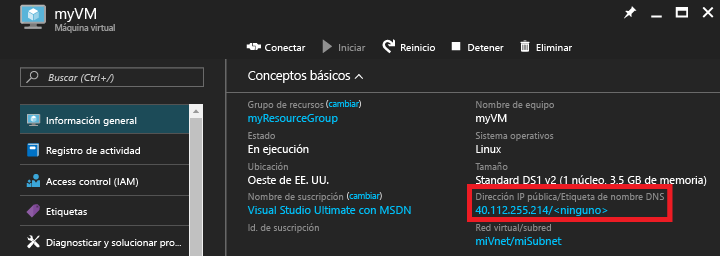 myVM
Máquina virtual
Conectar
Iniciar
Reinicio
Detener
Eliminar
Buscar (Ctrl+/)
Información general
Registro de actividad
Access control (IAM)
Etiquetas
Diagnosticar y solucionar pro...
Conceptos básicos
Grupo de recursos (cambiar)
myResourceGroup
Estado
En ejecución
Ubicación
Oeste de EE. UU.
Nombre de suscripción (cambiar)
Visual Studio Ultimate con MSDN
Id. de suscripción
Nombre de equipo
myVM
Sistema operativos
Linux
Tamaño
Standard DS1 v2 (1 núcleo, 3.5 GB de memoria)
Dirección IP pública/Etiqueta de nombre DNS
40.112.255.214/<ninguno>
Red virtual/subred
miVnet/miSubnet